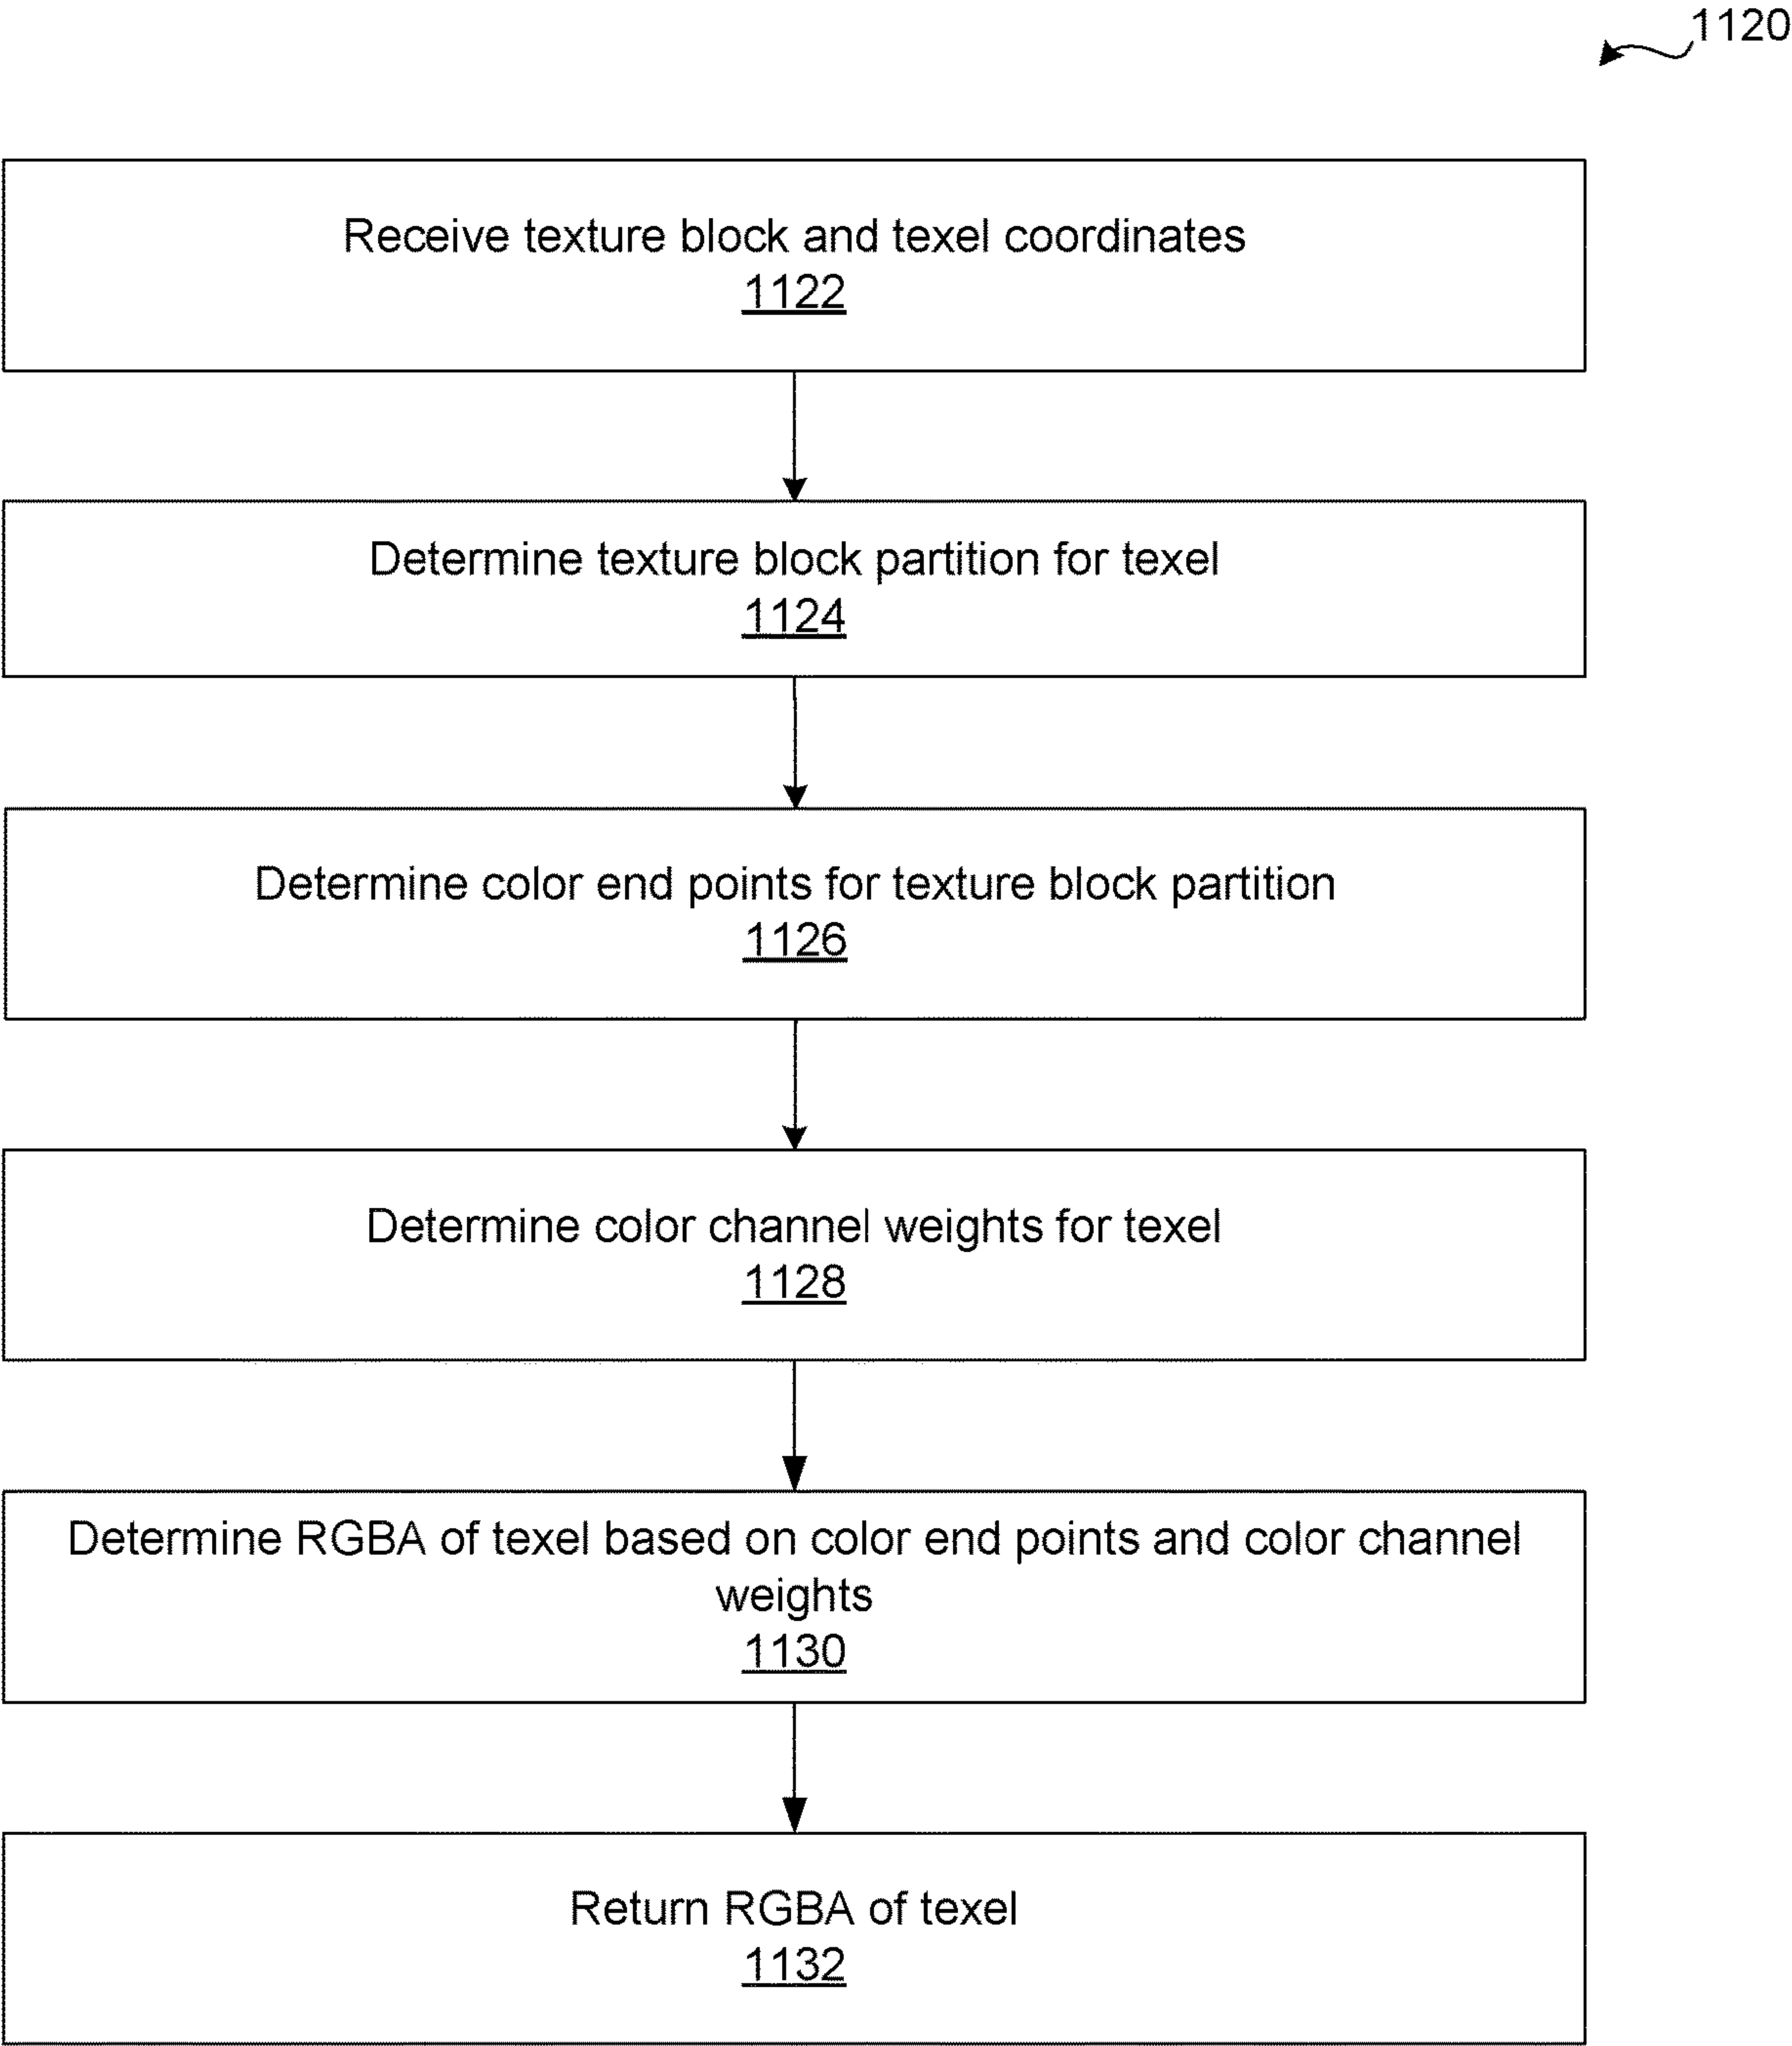 1120
Receive texture block and texel coordinates
1122
Determine texture block partition for texel
1124
Determine color end points for texture block partition
1126
Determine color channel weights for texel
1128
Determine RGBA of texel based on color end points and color channel
weights
1130
Return RGBA of texel
1132